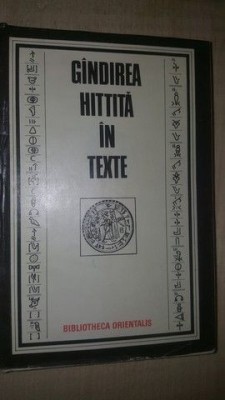 GÎNDIREA
HITTITĂ
ÎN
TEXTE
BIBLIOTHECA ORIENTALIS